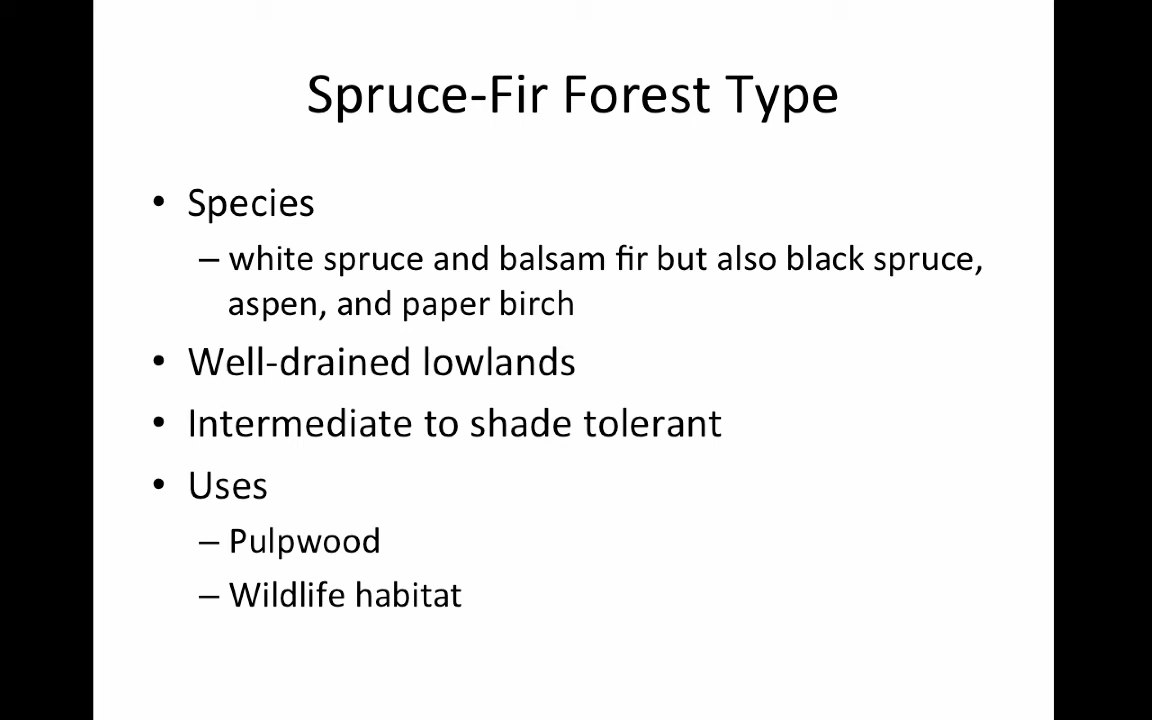 Spruce-Fir Forest Type
• Species
– white spruce and balsam fir but also black spruce,
aspen, and paper birch
• Well-drained lowlands
• Intermediate to shade tolerant
• Uses
– Pulpwood
– Wildlife habitat